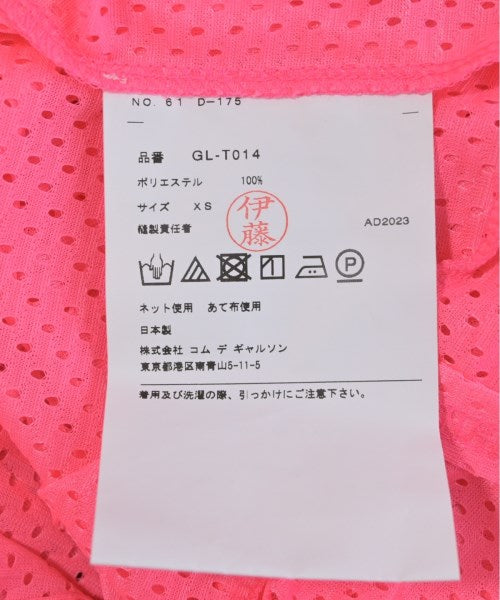 NO. 61 D-175
品番 GL-T014
ポリエステル 100%
サイズ XS
縫製責任者 伊藤 AD2023
P
ネット使用 あて布使用
日本製
株式会社 コム デ ギャルソン
東京都港区南青山5-11-5
着用及び洗濯の際、引っかけにご注意下さい。